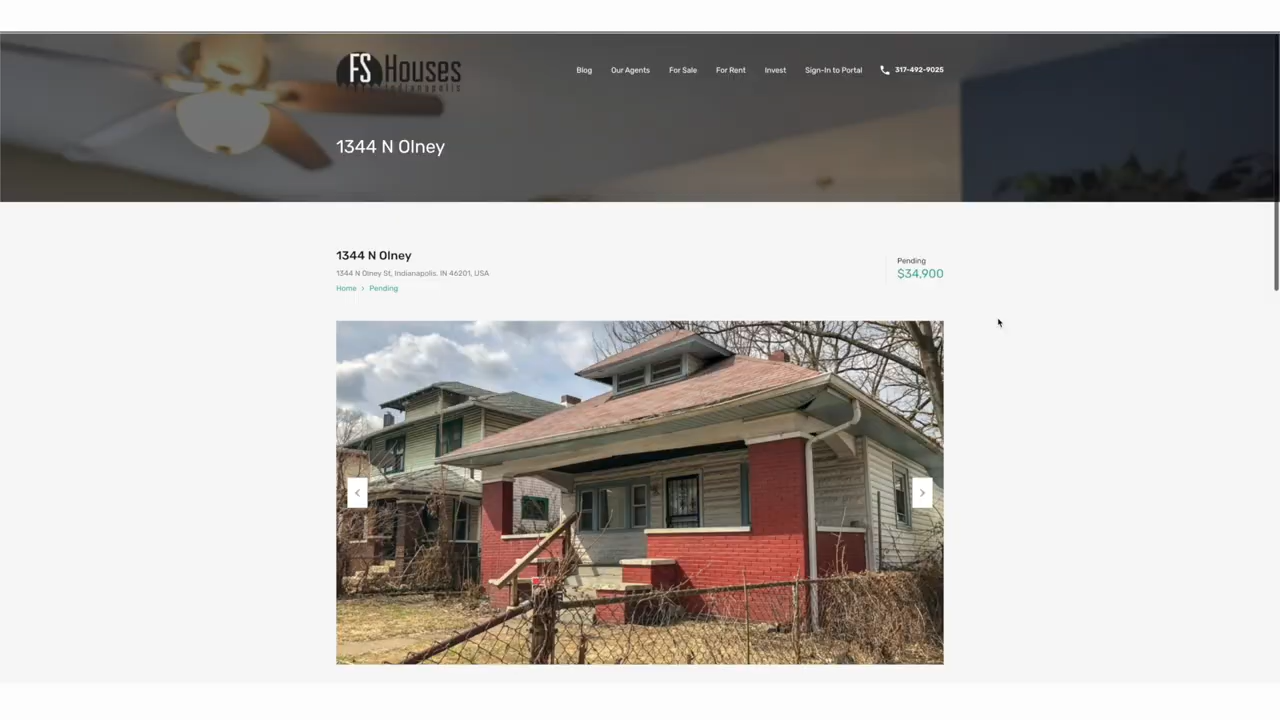 FS Houses
Indianapolis
Blog
Our Agents
For Sale
For Rent
Invest
Sign-In to Portal
317-492-9025
1344 N Olney
1344 N Olney
1344 N Olney St, Indianapolis. IN 46201, USA
Home > Pending
Pending
$34,900